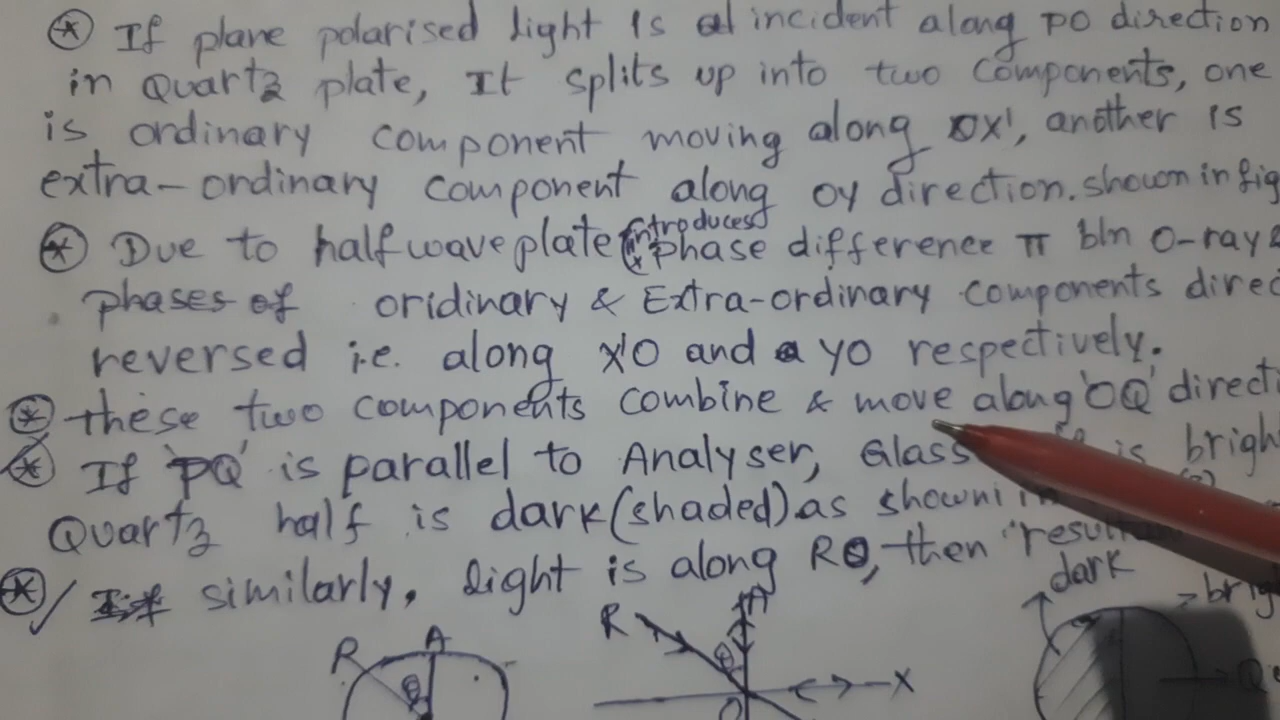 * If plane polarised light is incident along PO direction
in Quartz plate, It splits up into two components, one
is ordinary component moving along OX', another is
extra-ordinary component along OY direction. shown in fig
* Due to half wave plate introduces phase difference π b/n O-ray &
phases of oridinary & Extra-ordinary components direc
reversed i.e. along X'O and YO respectively.
* these two components combine & move along 'OQ' directi
* If 'PQ' is parallel to Analyser, Glass is brigh
Quartz half is dark (shaded) as shown in
* similarly, light is along RO, then "result
dark
brigh
R A
θ
R A
θ
X
O
Q